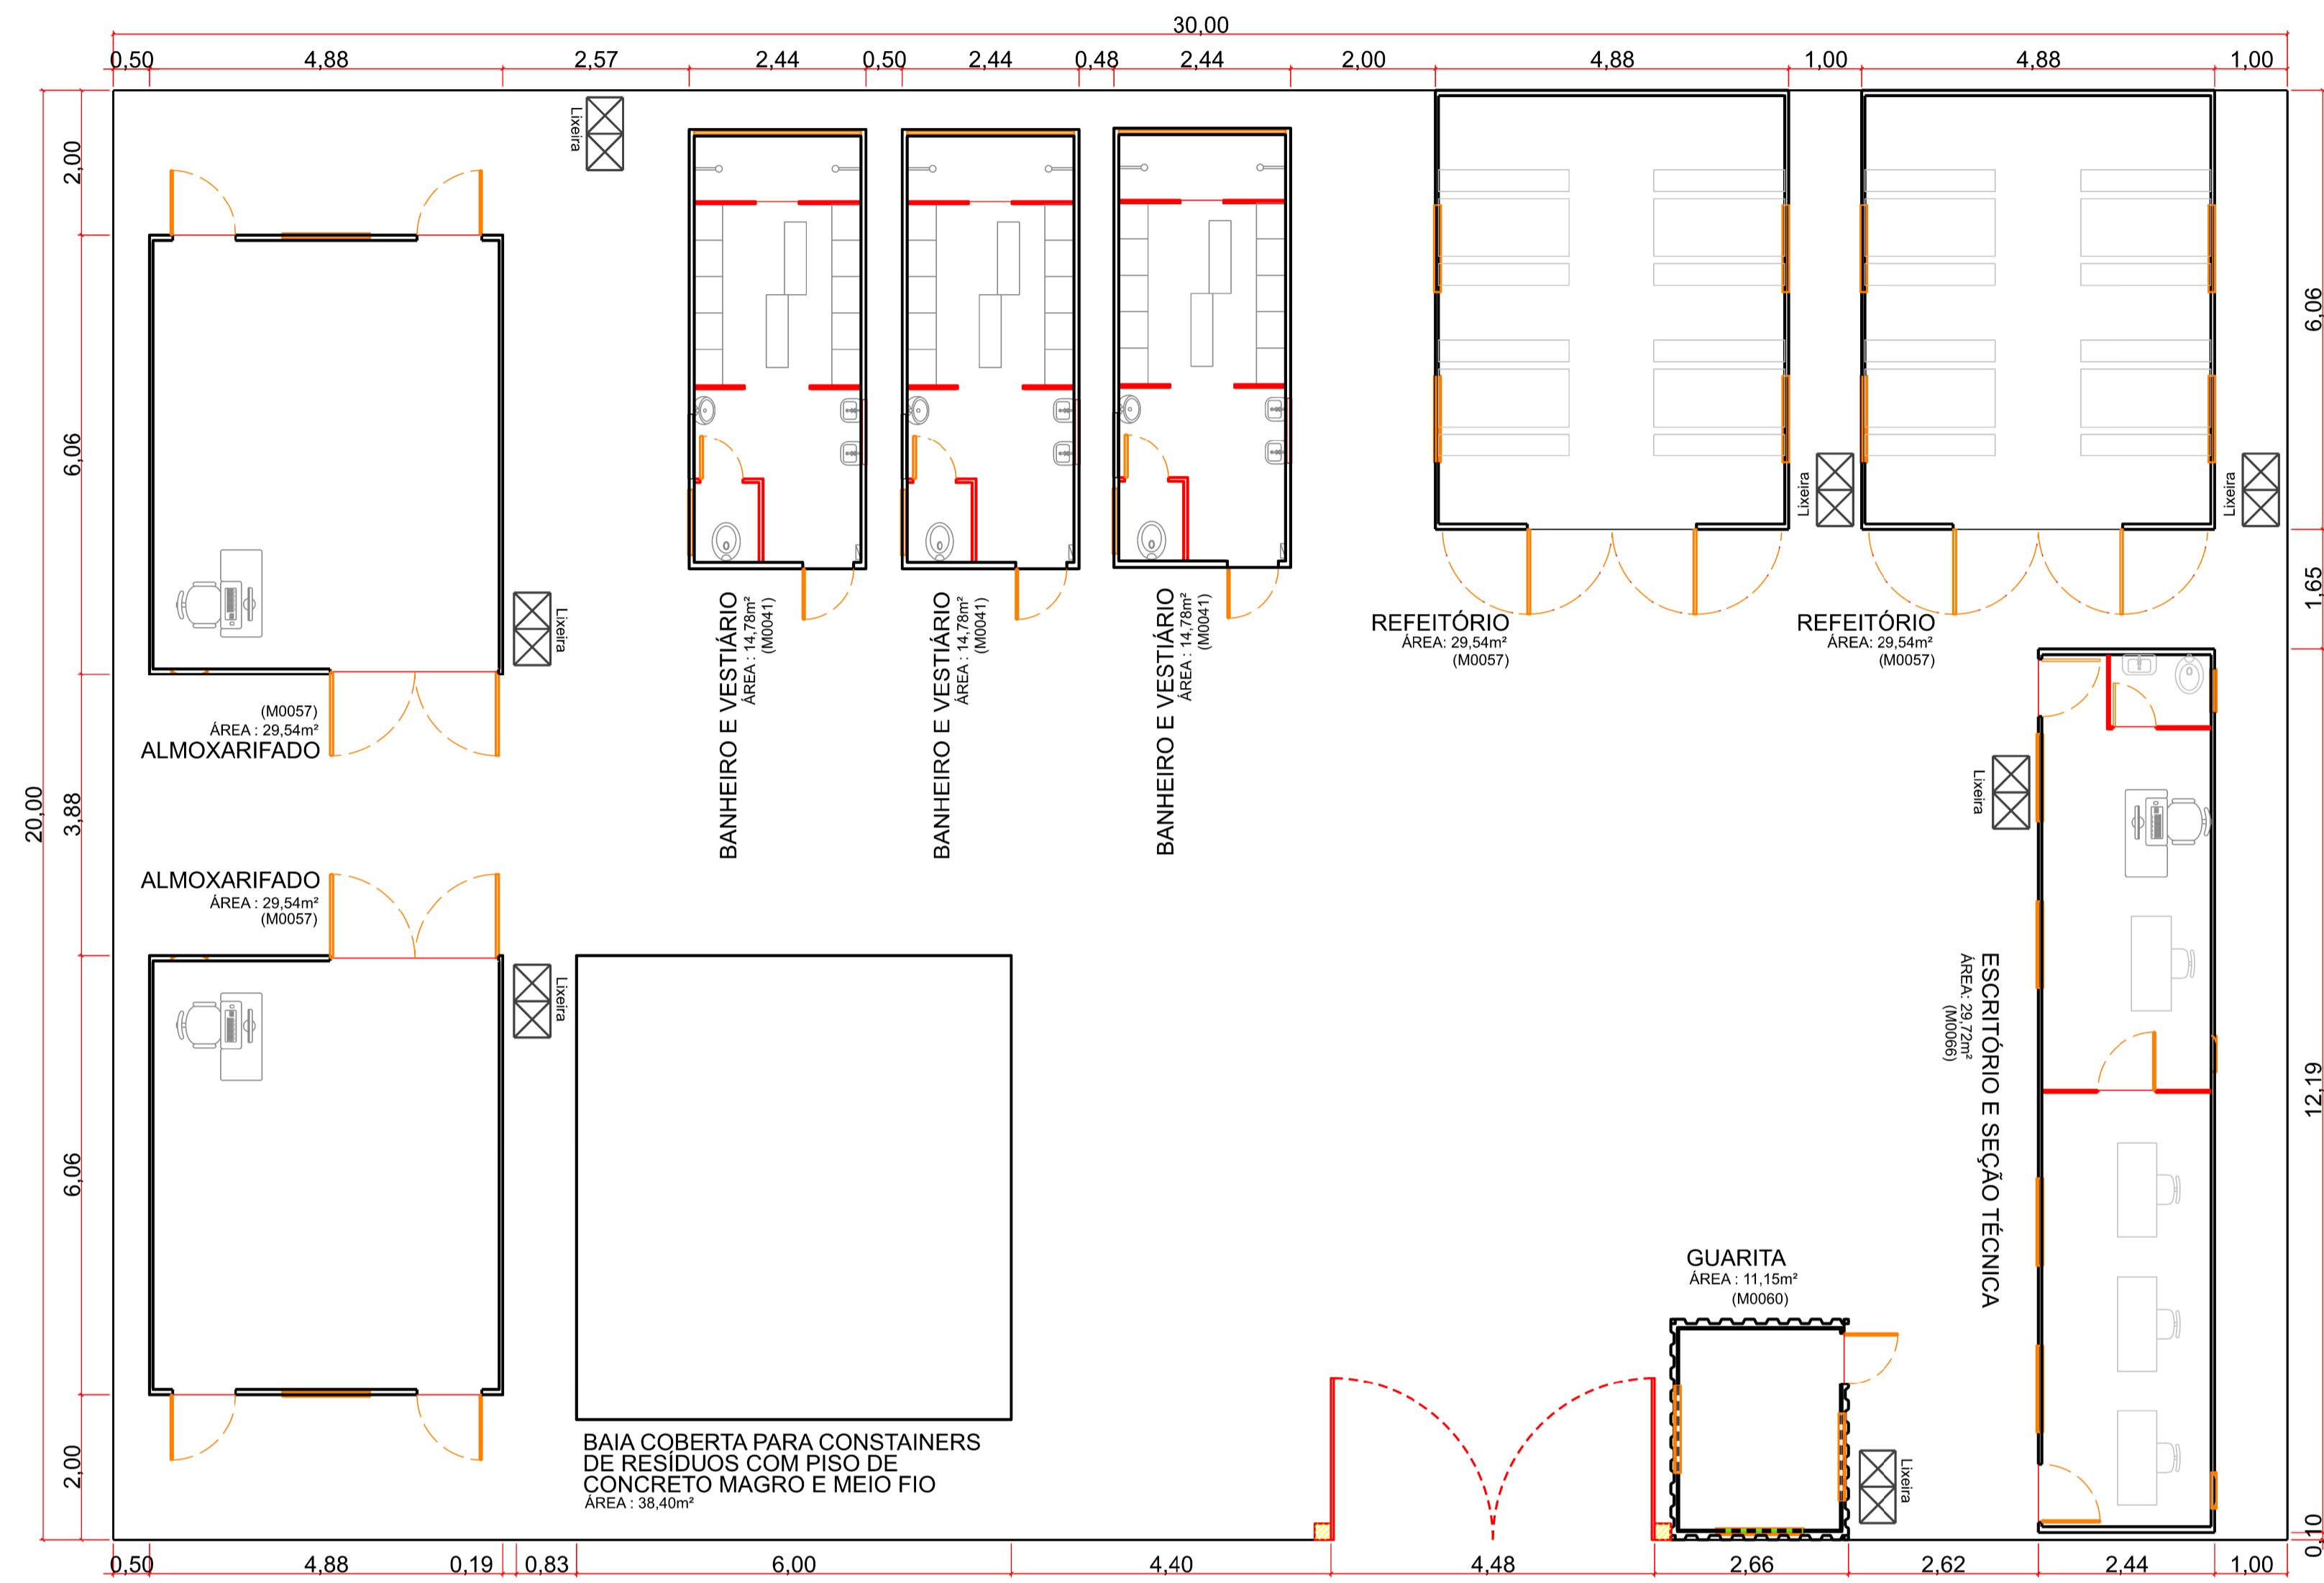 30,00
0,50 4,88 2,57 2,44 0,50 2,44 0,48 2,44 2,00 4,88 1,00 4,88 1,00
20,00
2,00
6,06
3,88
6,06
2,00
Lixeira
Lixeira
(M0057)
ÁREA : 29,54m²
ALMOXARIFADO
ALMOXARIFADO
ÁREA : 29,54m²
(M0057)
Lixeira
BANHEIRO E VESTIÁRIO
ÁREA : 14,78m²
(M0041)
BANHEIRO E VESTIÁRIO
ÁREA : 14,78m²
(M0041)
BANHEIRO E VESTIÁRIO
ÁREA : 14,78m²
(M0041)
REFEITÓRIO
ÁREA: 29,54m²
(M0057)
Lixeira
REFEITÓRIO
ÁREA: 29,54m²
(M0057)
Lixeira
6,06
1,65
12,19
0,10
Lixeira
ESCRITÓRIO E SEÇÃO TÉCNICA
ÁREA: 29,72m²
(M0066)
GUARITA
ÁREA : 11,15m²
(M0060)
Lixeira
BAIA COBERTA PARA CONSTAINERS
DE RESÍDUOS COM PISO DE
CONCRETO MAGRO E MEIO FIO
ÁREA : 38,40m²
0,50 4,88 0,19 0,83 6,00 4,40 4,48 2,66 2,62 2,44 1,00